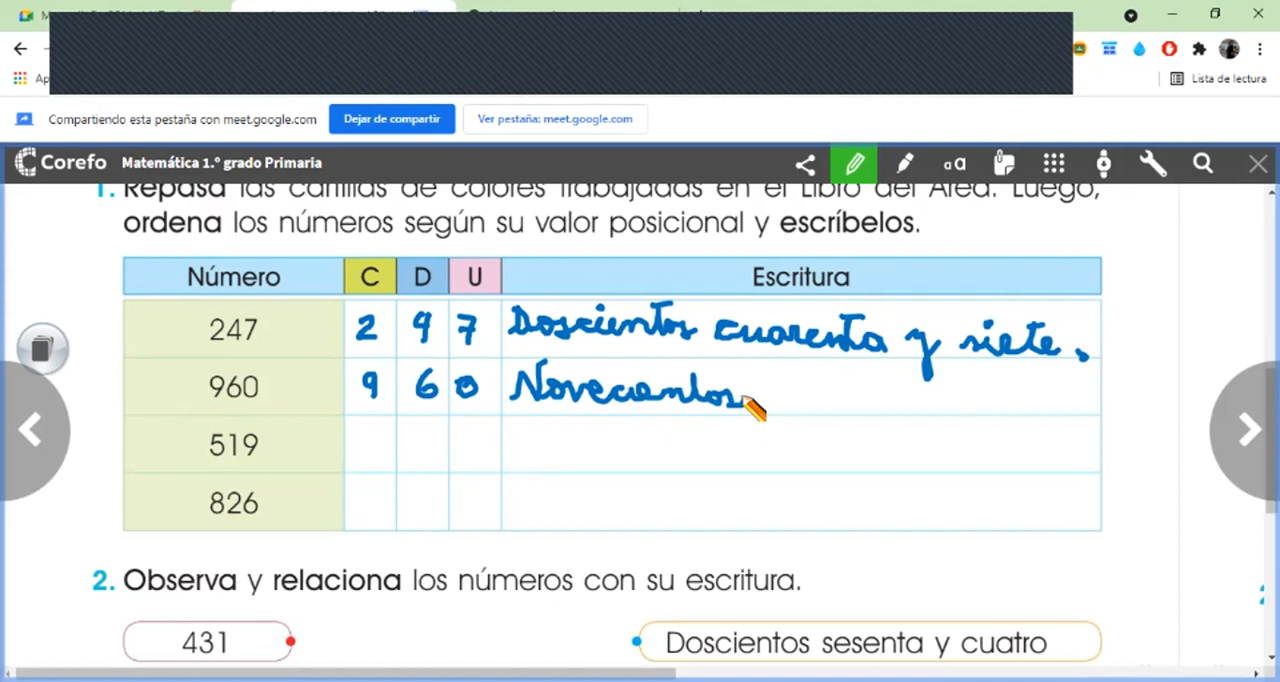 Ap
Lista de lectura
Compartiendo esta pestaña con meet.google.com
Dejar de compartir
Ver pestaña: meet.google.com
Corefo Matemática 1.° grado Primaria
aa
1. Repasa las cartillas de colores trabajadas en el Libro del Área. Luego,
ordena los números según su valor posicional y escríbelos.
Número C D U Escritura
247 2 4 7 Doscientos cuarenta y siete.
960 9 6 0 Novecientos
519
826
2. Observa y relaciona los números con su escritura.
431 Doscientos sesenta y cuatro